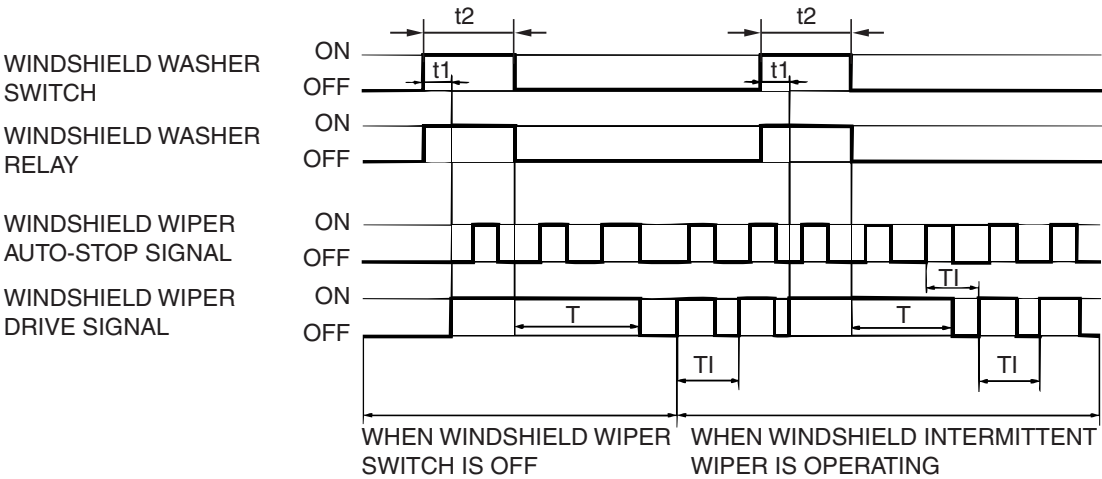 t2 t2
WINDSHIELD WASHER
SWITCH
ON
OFF
t1 t1
WINDSHIELD WASHER
RELAY
ON
OFF
WINDSHIELD WIPER
AUTO-STOP SIGNAL
ON
OFF
TI
WINDSHIELD WIPER
DRIVE SIGNAL
ON
OFF
T T
TI TI
WHEN WINDSHIELD WIPER
SWITCH IS OFF
WHEN WINDSHIELD INTERMITTENT
WIPER IS OPERATING